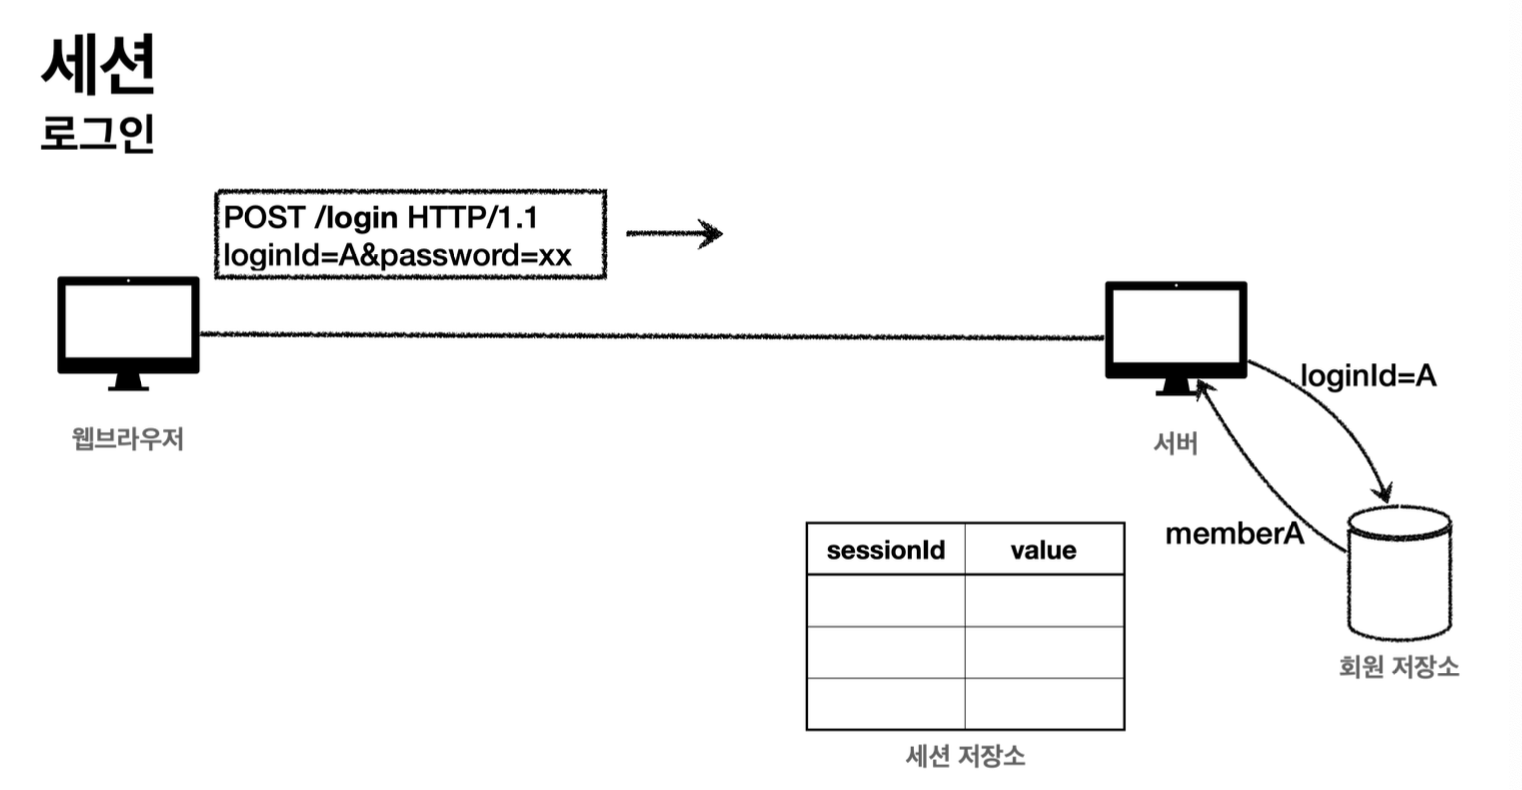 세션
로그인
POST /login HTTP/1.1
loginId=A&password=xx
웹브라우저
서버
loginId=A
memberA
sessionId value
세션 저장소
회원 저장소